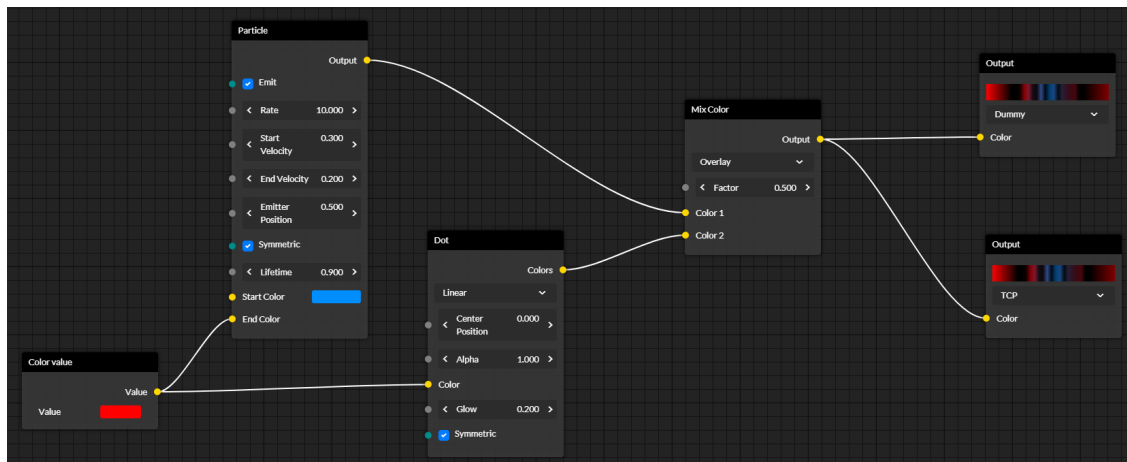 Particle
Output
Emit
Rate 10.000
Start
Velocity
0.300
End Velocity 0.200
Emitter
Position
0.500
Symmetric
Lifetime 0.900
Start Color
End Color
Color value
Value
Value
Dot
Colors
Linear
Center
Position
0.000
Alpha 1.000
Color
Glow 0.200
Symmetric
Mix Color
Output
Overlay
Factor 0.500
Color 1
Color 2
Output
Dummy
Color
Output
TCP
Color